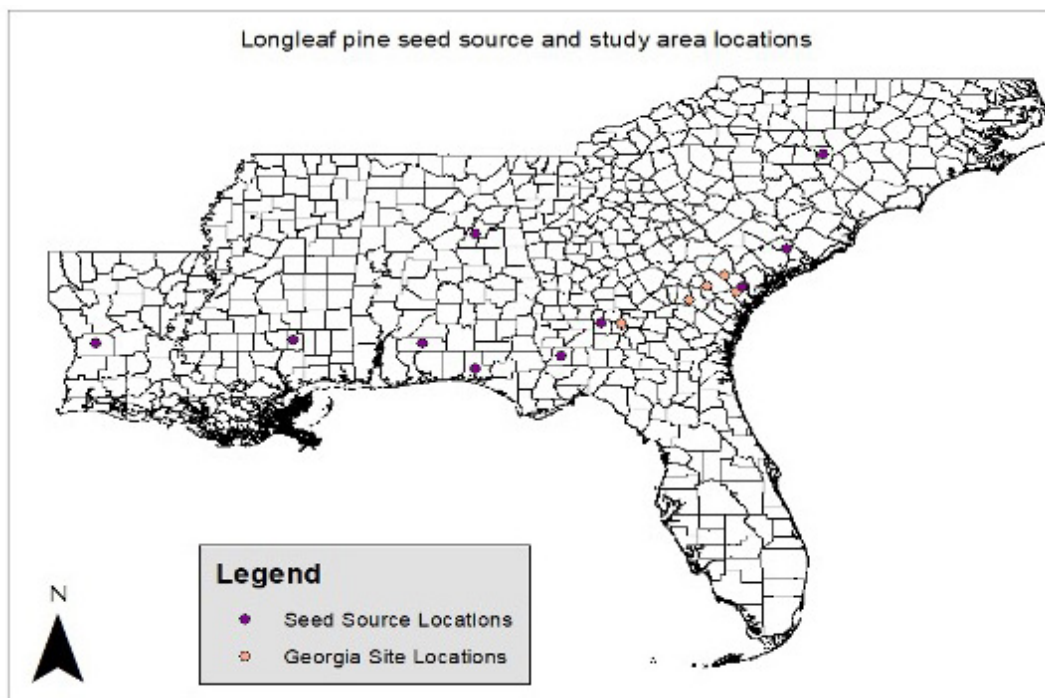 Longleaf pine seed source and study area locations
N
Legend
Seed Source Locations
Georgia Site Locations